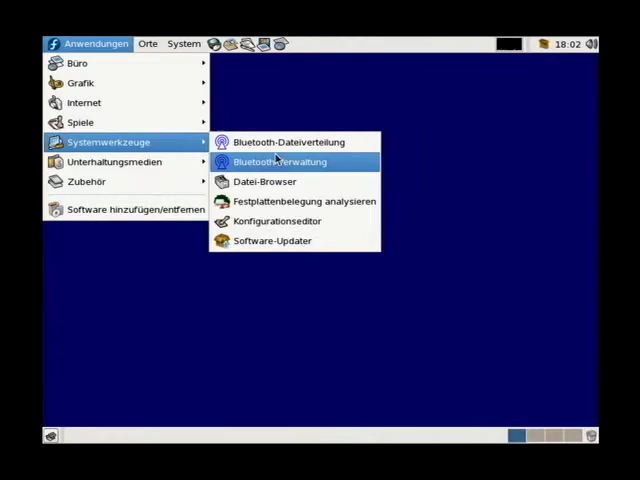 Anwendungen Orte System 18:02
Büro
Grafik
Internet
Spiele
Systemwerkzeuge
Unterhaltungsmedien
Zubehör
Software hinzufügen/entfernen
Bluetooth-Dateiverteilung
Bluetooth-Verwaltung
Datei-Browser
Festplattenbelegung analysieren
Konfigurationseditor
Software-Updater